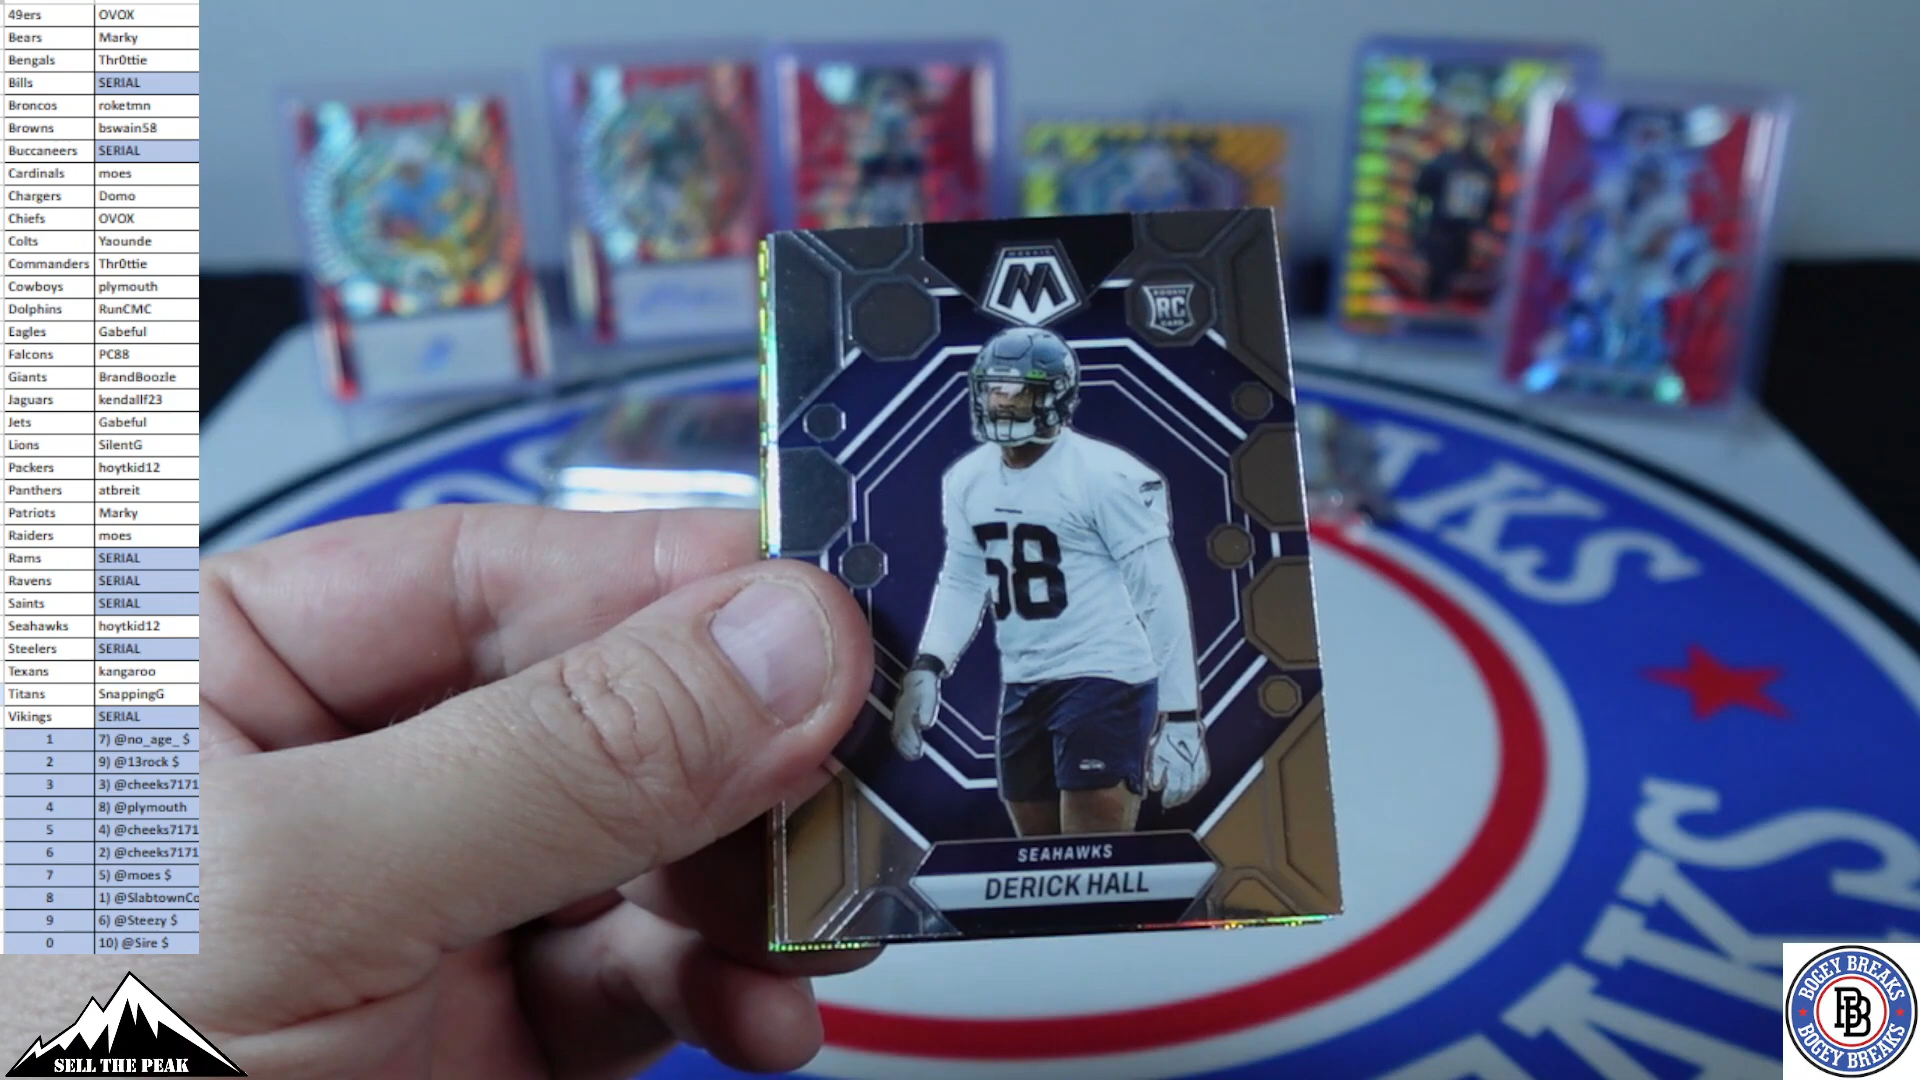 49ers OVOX
Bears Marky
Bengals Thr0ttie
Bills SERIAL
Broncos roketmn
Browns bswain58
Buccaneers SERIAL
Cardinals moes
Chargers Domo
Chiefs OVOX
Colts Yaounde
Commanders Thr0ttie
Cowboys plymouth
Dolphins RunCMC
Eagles Gabeful
Falcons PC88
Giants BrandBoozle
Jaguars kendallf23
Jets Gabeful
Lions SilentG
Packers hoytkid12
Panthers atbreit
Patriots Marky
Raiders moes
Rams SERIAL
Ravens SERIAL
Saints SERIAL
Seahawks hoytkid12
Steelers SERIAL
Texans kangaroo
Titans SnappingG
Vikings SERIAL
1 7) @no_age_ $
2 9) @13rock $
3 3) @cheeks7171
4 8) @plymouth
5 4) @cheeks7171
6 2) @cheeks7171
7 5) @moes $
8 1) @SlabtownCo
9 6) @Steezy $
0 10) @Sire $
SELL THE PEAK
MOSAIC
M
ROOKIE
RC
CARD
58
SEAHAWKS
DERICK HALL
BOGEY BREAKS
BB
BOGEY BREAKS